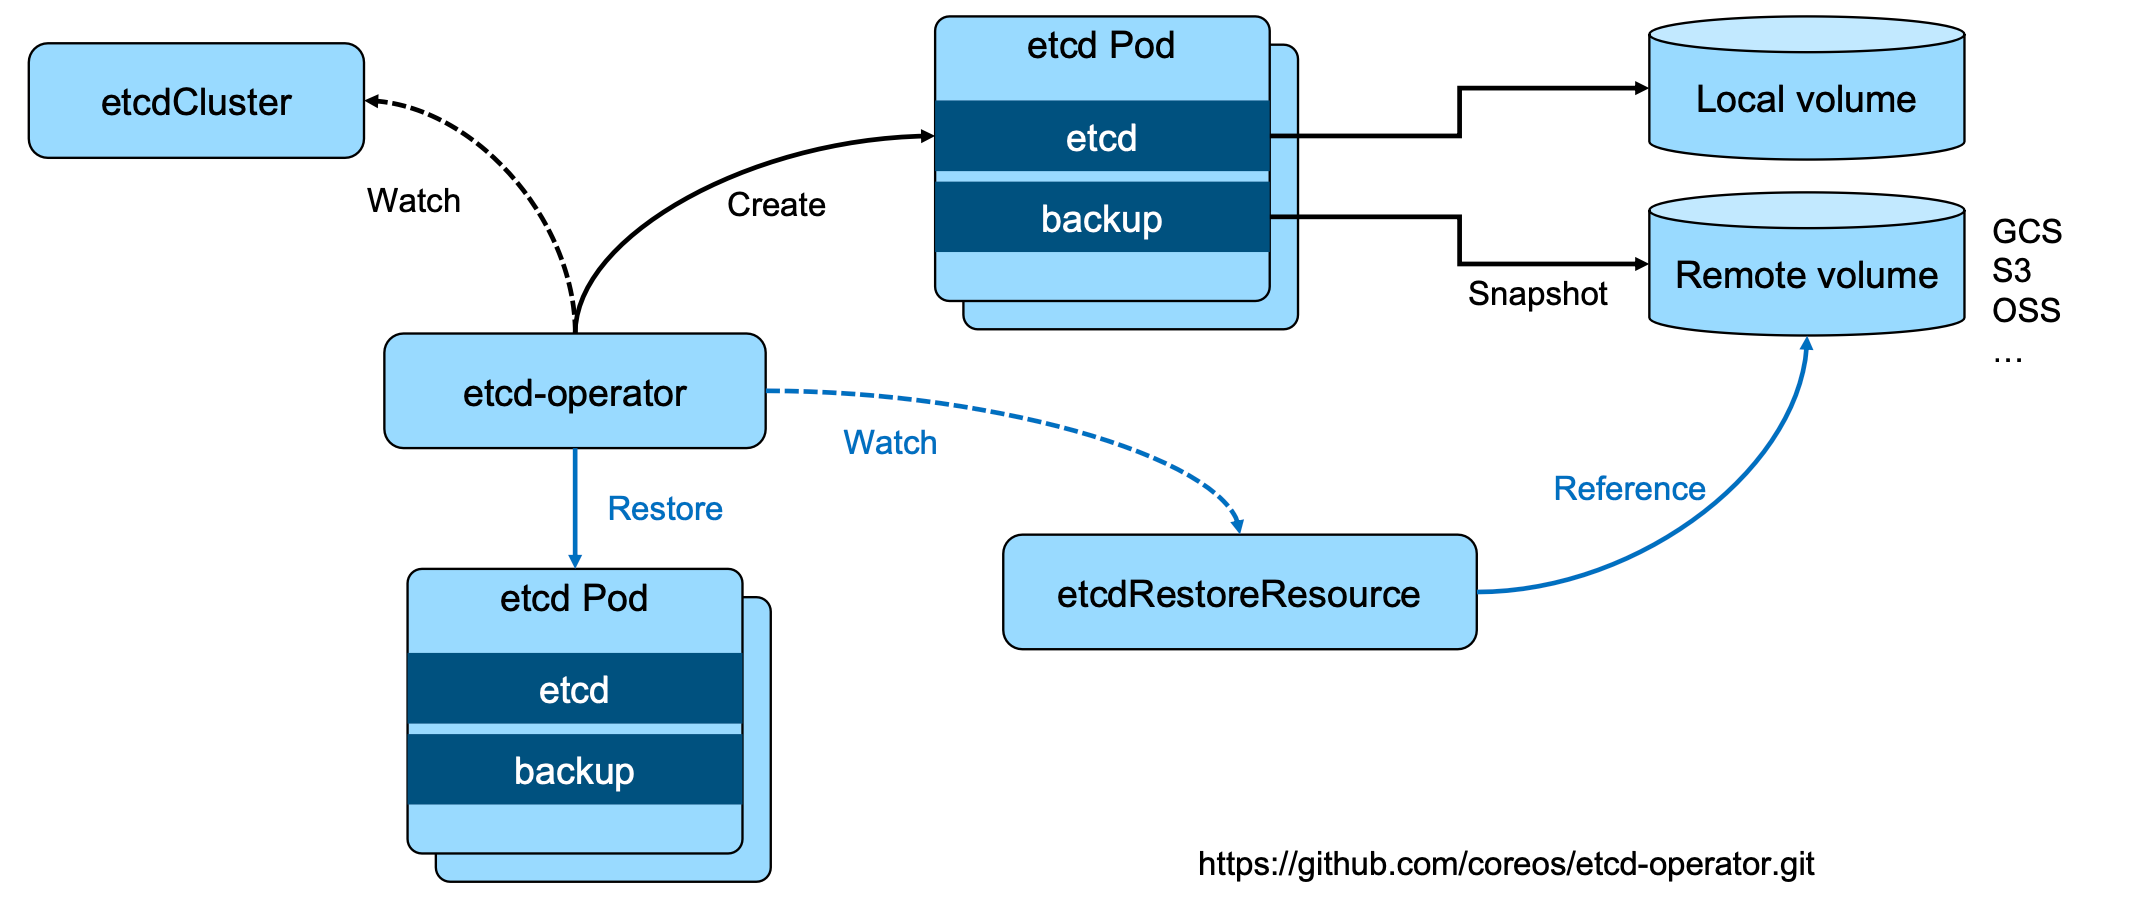 etcdCluster
Watch
Create
etcd Pod
etcd
backup
Local volume
Remote volume
Snapshot
GCS
S3
OSS
...
etcd-operator
Watch
Restore
Reference
etcdRestoreResource
etcd Pod
etcd
backup
https://github.com/coreos/etcd-operator.git